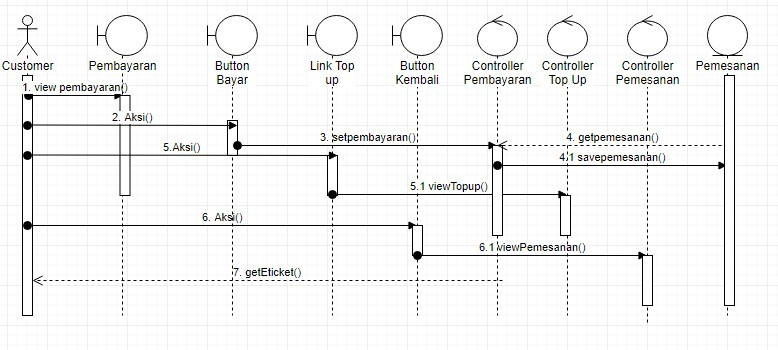 Customer
Pembayaran
Button
Bayar
Link Top
up
Button
Kembali
Controller
Pembayaran
Controller
Top Up
Controller
Pemesanan
Pemesanan
1. view pembayaran()
2. Aksi()
3. setpembayaran()
4. getpemesanan()
5.Aksi()
4.1 savepemesanan()
5.1 viewTopup()
6. Aksi()
6.1 viewPemesanan()
7. getEticket()